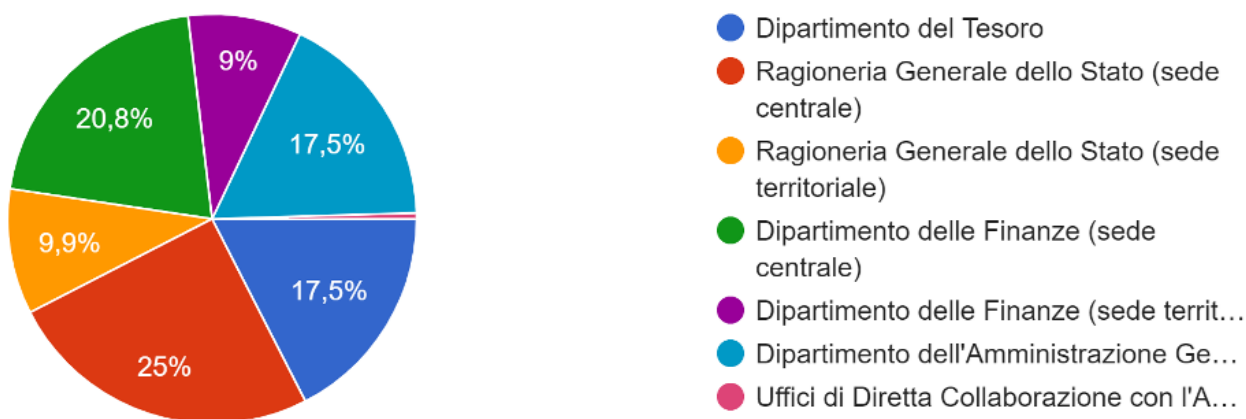 9%
20,8%
17,5%
9,9%
17,5%
25%
Dipartimento del Tesoro
Ragioneria Generale dello Stato (sede
centrale)
Ragioneria Generale dello Stato (sede
territoriale)
Dipartimento delle Finanze (sede
centrale)
Dipartimento delle Finanze (sede territ...
Dipartimento dell'Amministrazione Ge...
Uffici di Diretta Collaborazione con l'A...